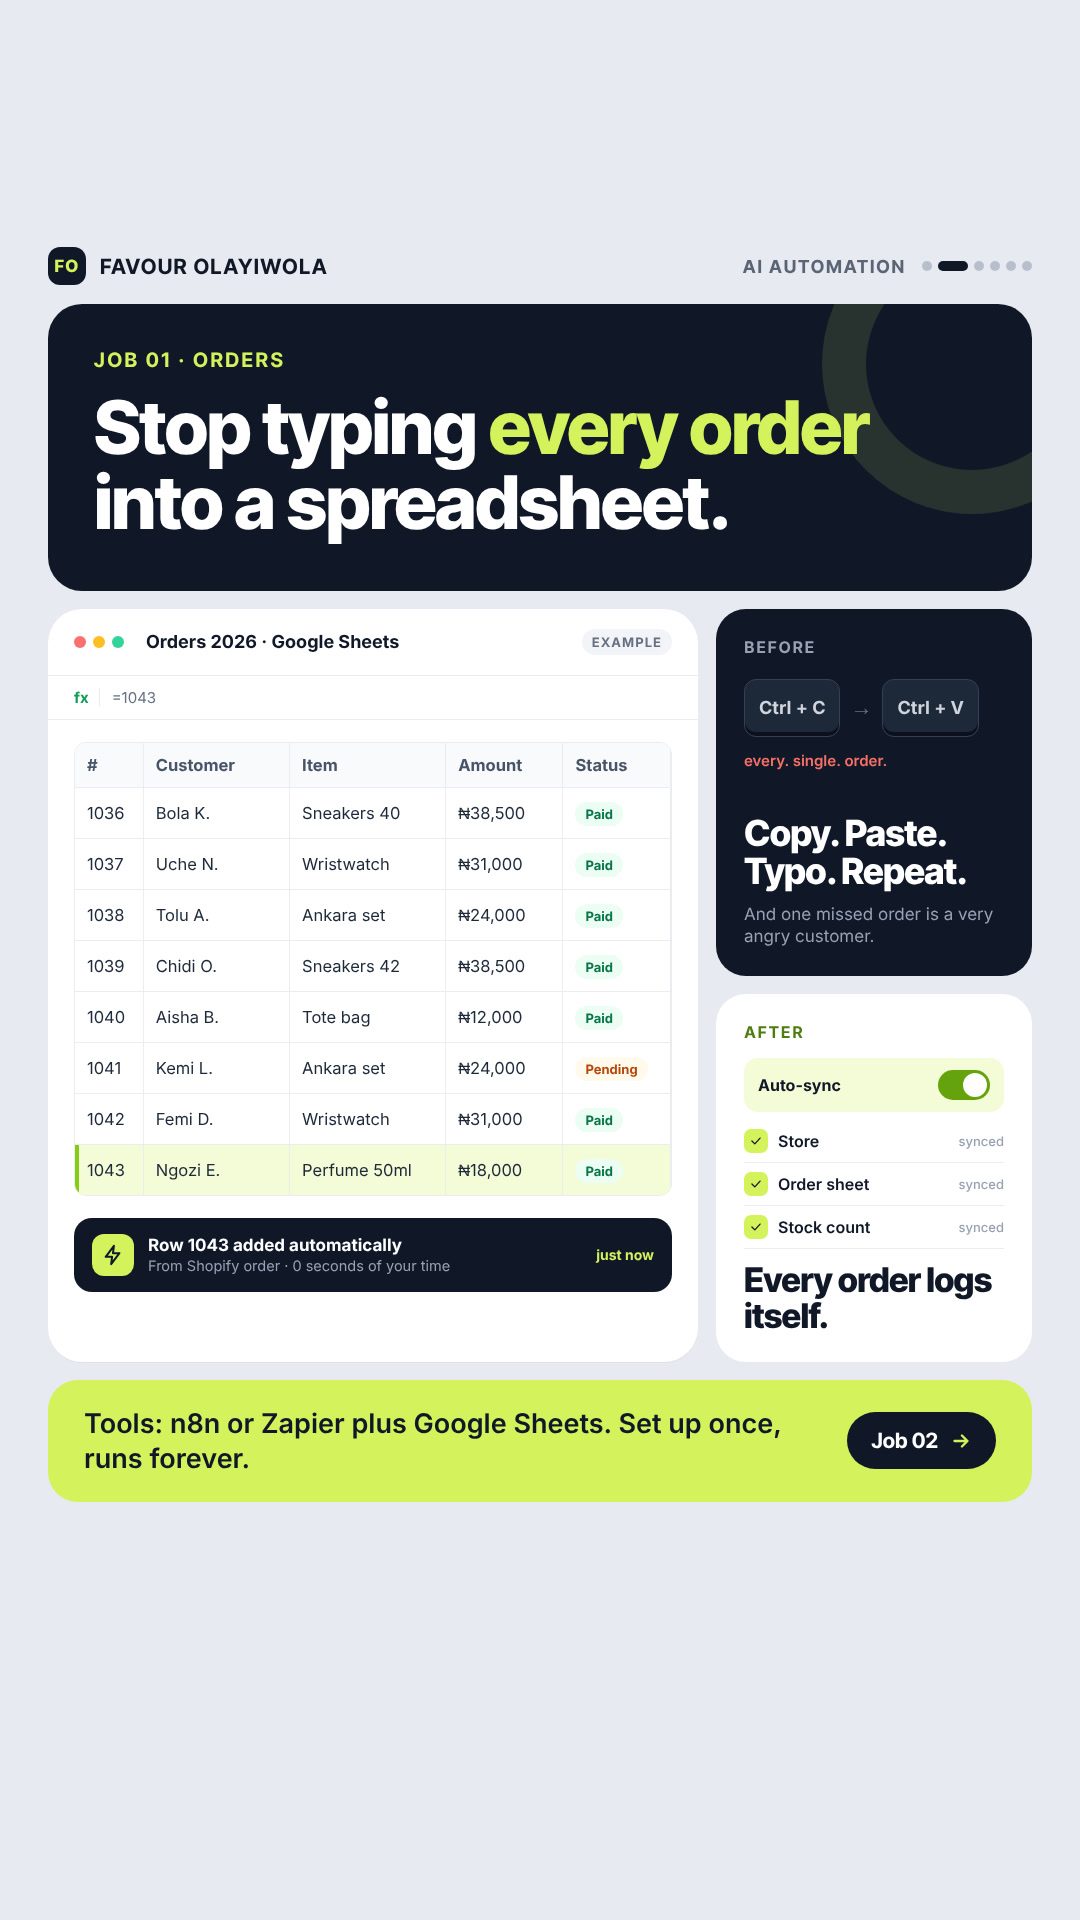 FO FAVOUR OLAYIWOLA
AI AUTOMATION
JOB 01 · ORDERS
Stop typing every order
into a spreadsheet.
Orders 2026 · Google Sheets
EXAMPLE
fx =1043
# Customer Item Amount Status
1036 Bola K. Sneakers 40 ₦38,500 Paid
1037 Uche N. Wristwatch ₦31,000 Paid
1038 Tolu A. Ankara set ₦24,000 Paid
1039 Chidi O. Sneakers 42 ₦38,500 Paid
1040 Aisha B. Tote bag ₦12,000 Paid
1041 Kemi L. Ankara set ₦24,000 Pending
1042 Femi D. Wristwatch ₦31,000 Paid
1043 Ngozi E. Perfume 50ml ₦18,000 Paid
Row 1043 added automatically
From Shopify order · 0 seconds of your time
just now
BEFORE
Ctrl + C → Ctrl + V
every. single. order.
Copy. Paste.
Typo. Repeat.
And one missed order is a very
angry customer.
AFTER
Auto-sync
Store synced
Order sheet synced
Stock count synced
Every order logs
itself.
Tools: n8n or Zapier plus Google Sheets. Set up once,
runs forever.
Job 02 →